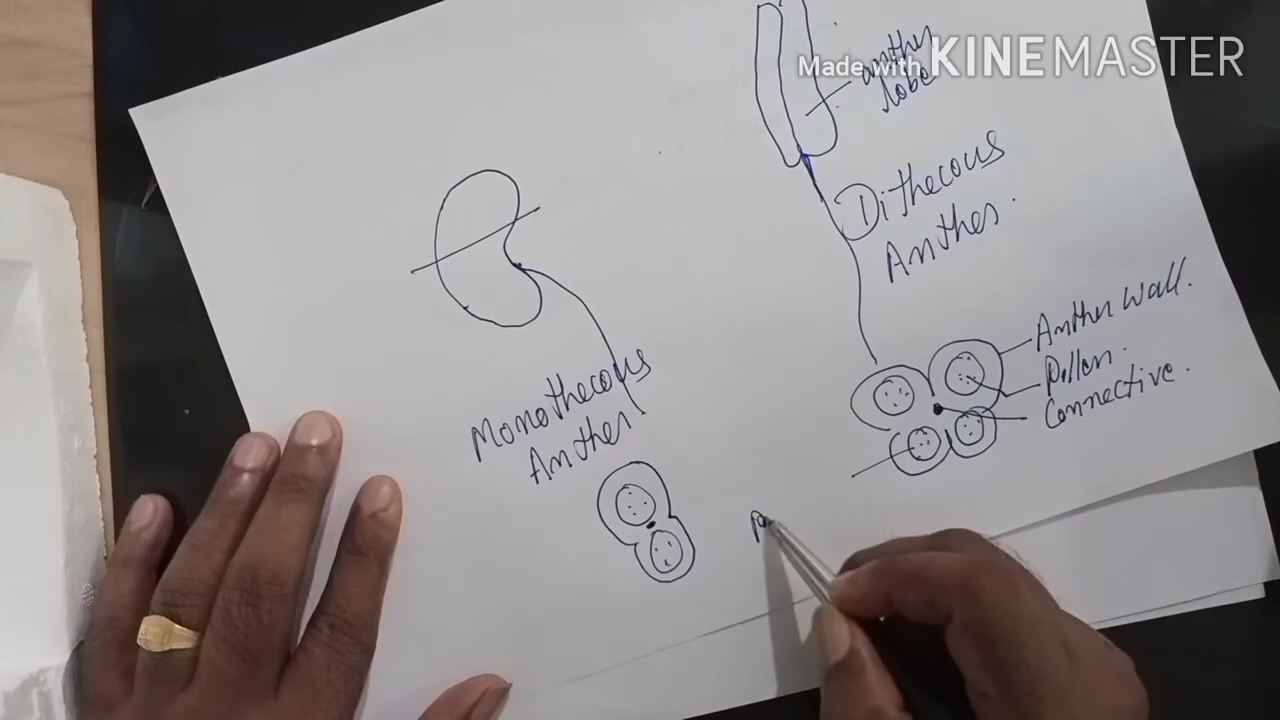 Made with KINEMASTER
anther
lobe
Dithecous
Anther.
Anther wall.
Pollen.
Connective.
Monothecous
Anther